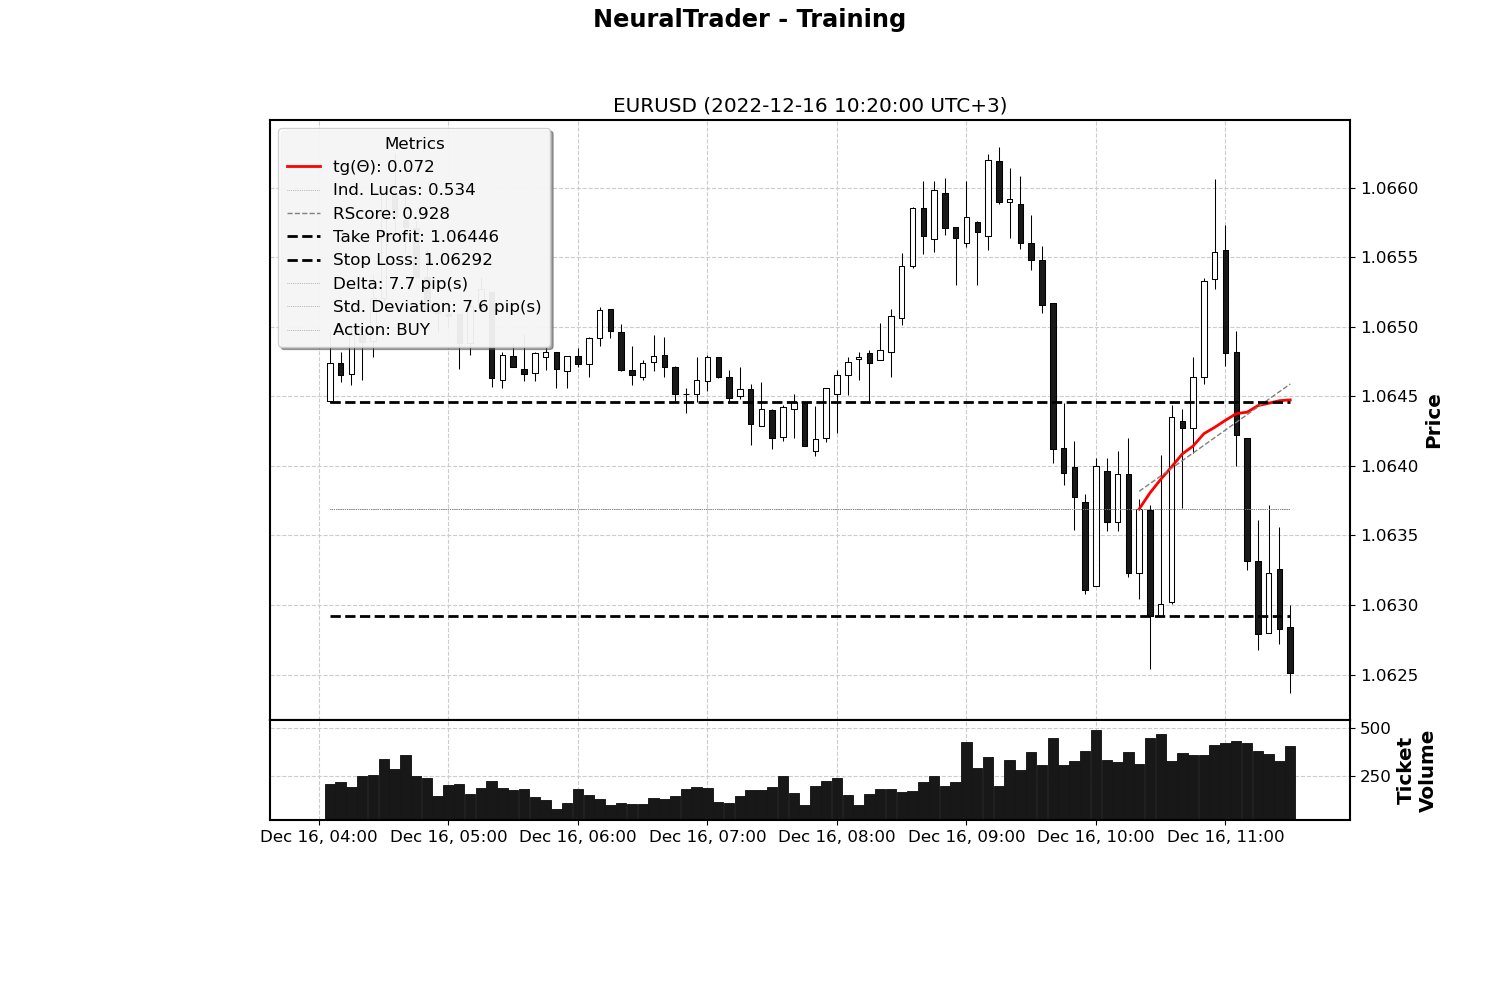 NeuralTrader - Training
EURUSD (2022-12-16 10:20:00 UTC+3)
Metrics
tg(Θ): 0.072
Ind. Lucas: 0.534
RScore: 0.928
Take Profit: 1.06446
Stop Loss: 1.06292
Delta: 7.7 pip(s)
Std. Deviation: 7.6 pip(s)
Action: BUY
1.0660
1.0655
1.0650
1.0645
1.0640
1.0635
1.0630
1.0625
Price
500
250
Ticket
Volume
Dec 16, 04:00
Dec 16, 05:00
Dec 16, 06:00
Dec 16, 07:00
Dec 16, 08:00
Dec 16, 09:00
Dec 16, 10:00
Dec 16, 11:00